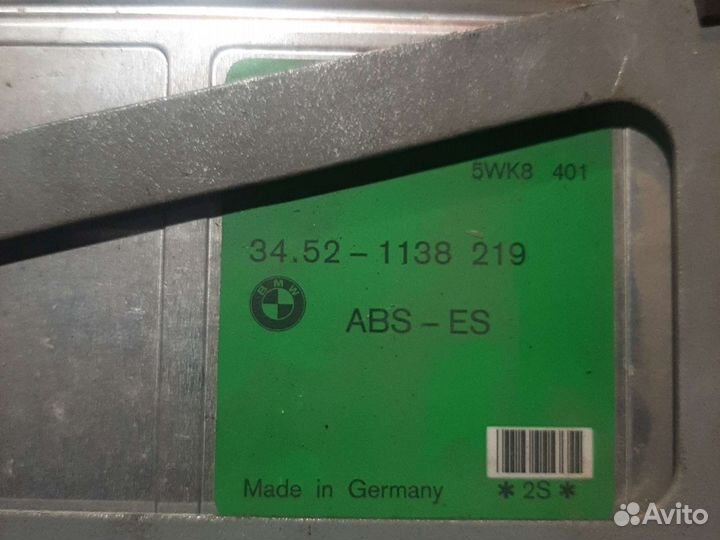 5WK8 401
34.52-1138 219
BMW
ABS-ES
Made in Germany
* 2S *
Avito